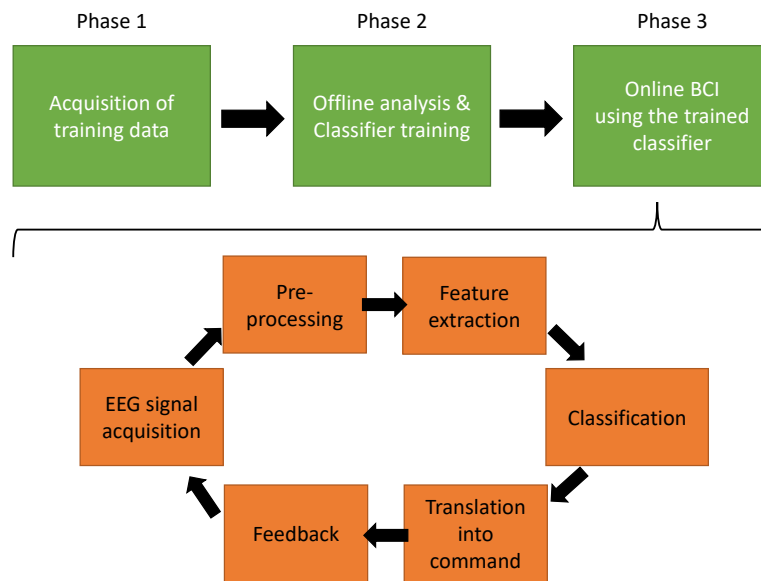 Phase 1
Phase 2
Phase 3
Acquisition of
training data
Offline analysis &
Classifier training
Online BCI
using the trained
classifier
Pre-
processing
Feature
extraction
EEG signal
acquisition
Classification
Feedback
Translation
into
command